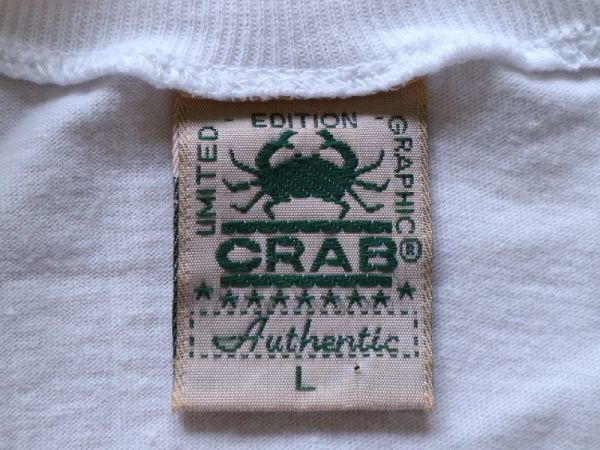 LIMITED - EDITION - GRAPHIC®
CRAB
Authentic
L